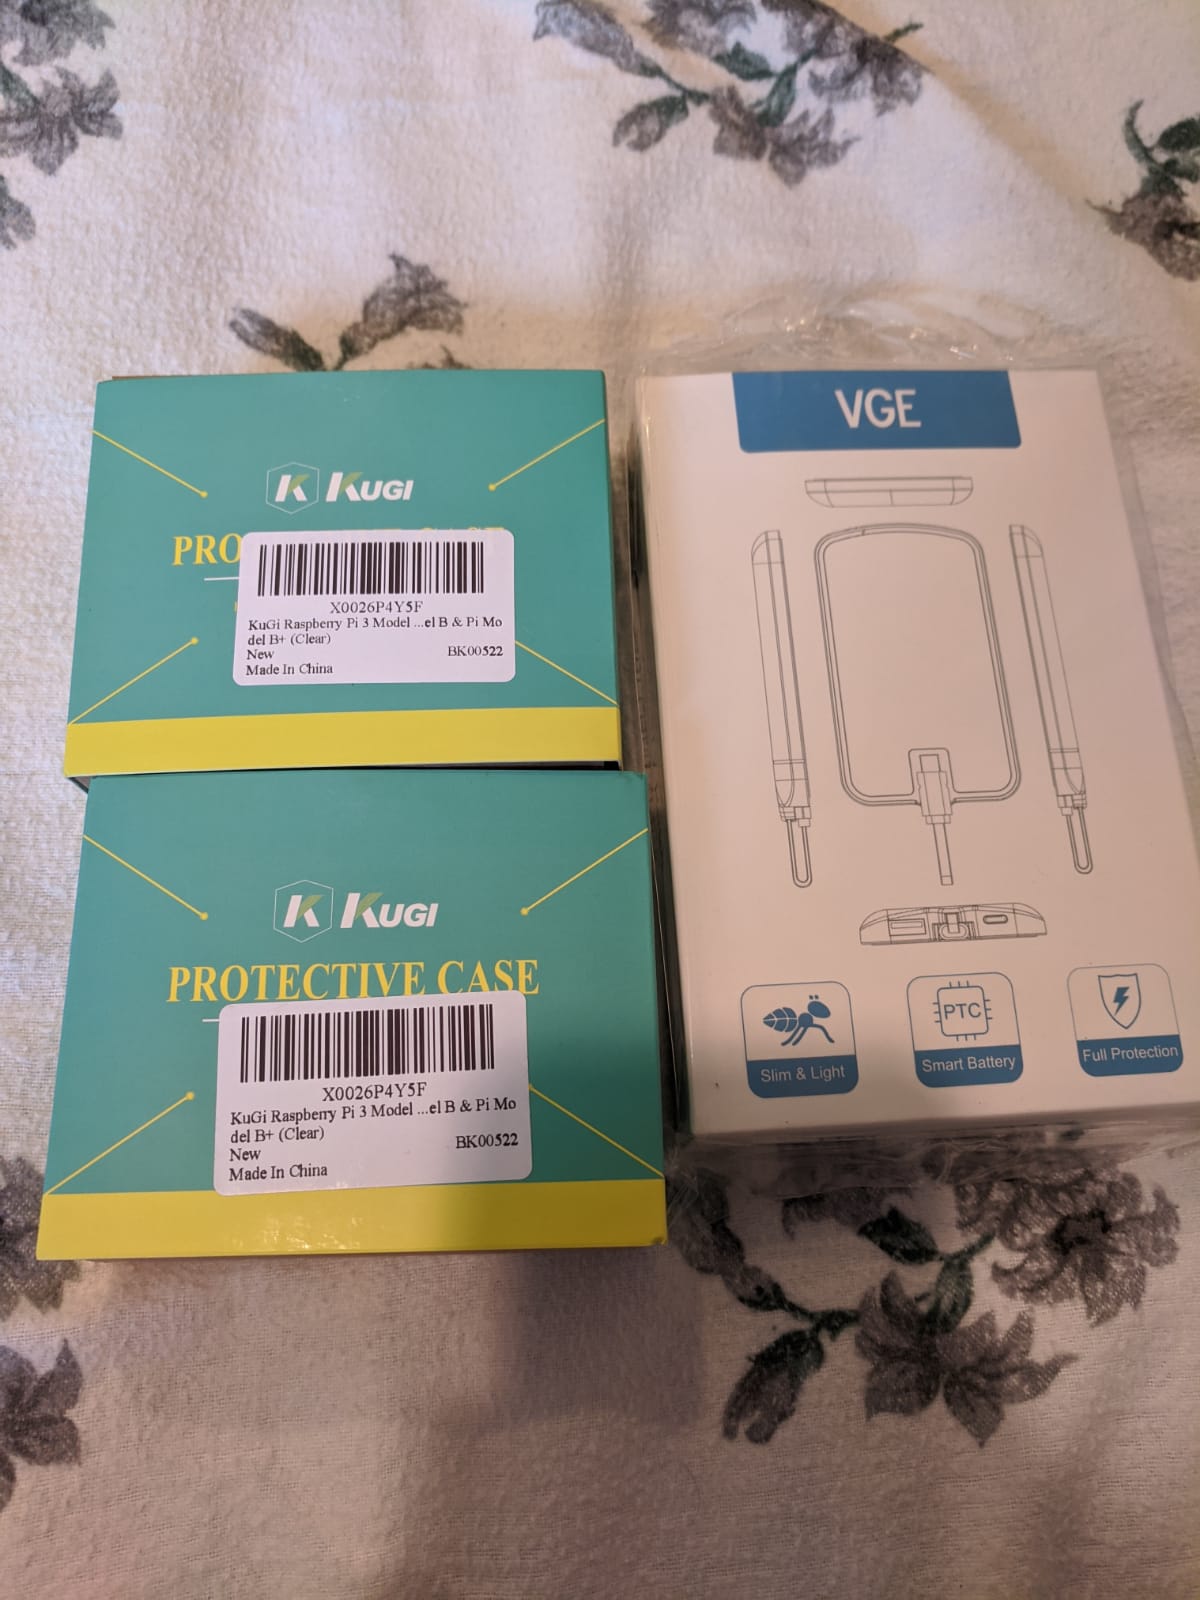 KUGI
PRO
X0026P4Y5F
KuGi Raspberry Pi 3 Model ...el B & Pi Mo
del B+ (Clear)
New
BK00522
Made In China
KUGI
PROTECTIVE CASE
X0026P4Y5F
KuGi Raspberry Pi 3 Model ...el B & Pi Mo
del B+ (Clear)
New
BK00522
Made In China
VGE
PTC
Slim & Light
Smart Battery
Full Protection